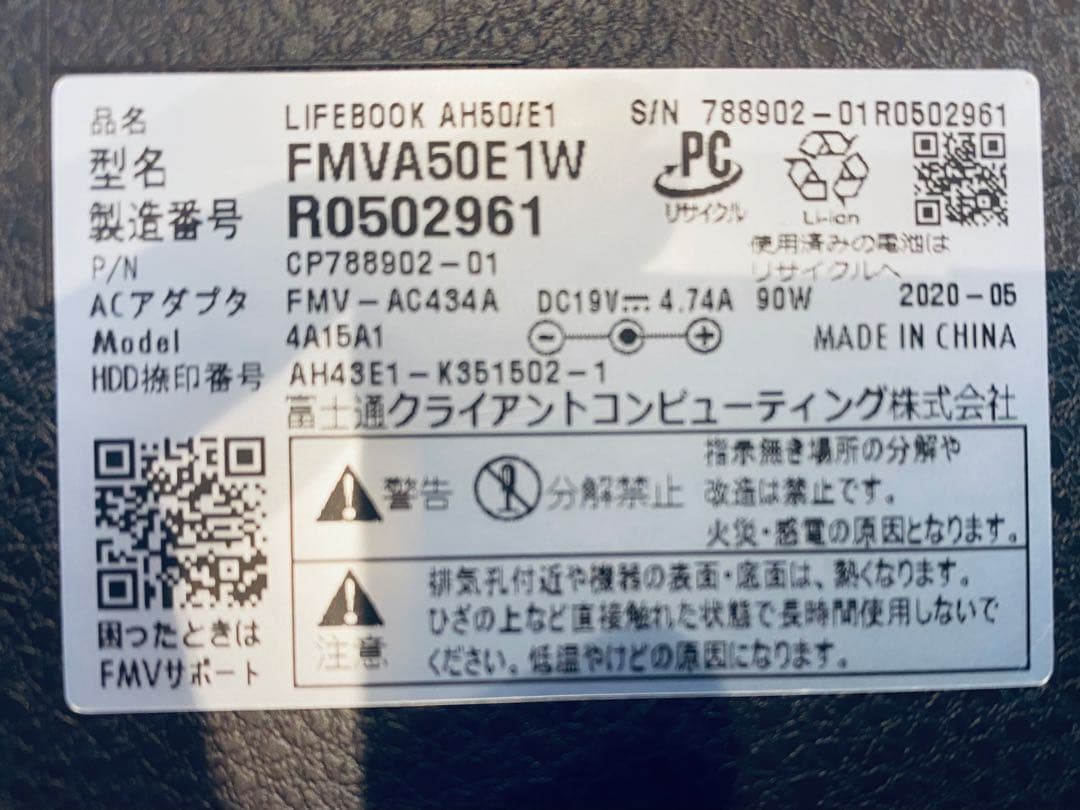 品名 LIFEBOOK AH50/E1 S/N 788902-01R0502961
型名 FMVA50E1W
製造番号 R0502961
PC
リサイクル
Li-ion
使用済みの電池は
リサイクルへ
P/N CP788902-01
ACアダプタ FMV-AC434A DC19V⎓4.74A 90W 2020-05
Model 4A15A1 MADE IN CHINA
HDD捺印番号 AH43E1-K351502-1
富士通クライアントコンピューティング株式会社
警告 分解禁止
指示無き場所の分解や
改造は禁止です。
火災・感電の原因となります。
注意
排気孔付近や機器の表面・底面は、熱くなります。
ひざの上など直接触れた状態で長時間使用しないで
ください。低温やけどの原因になります。
困ったときは
FMVサポート